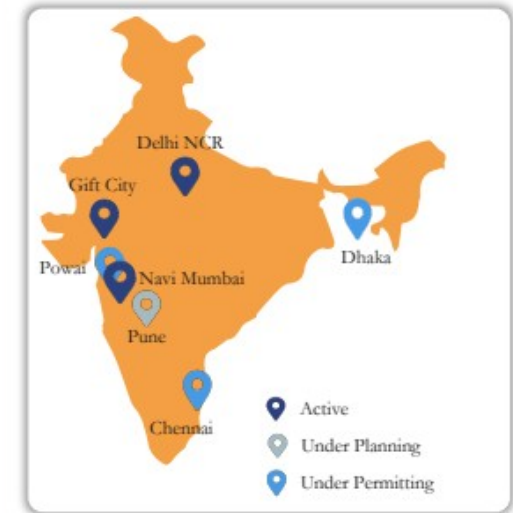 Delhi NCR
Gift City
Powai
Navi Mumbai
Dhaka
Pune
Chennai
Active
Under Planning
Under Permitting